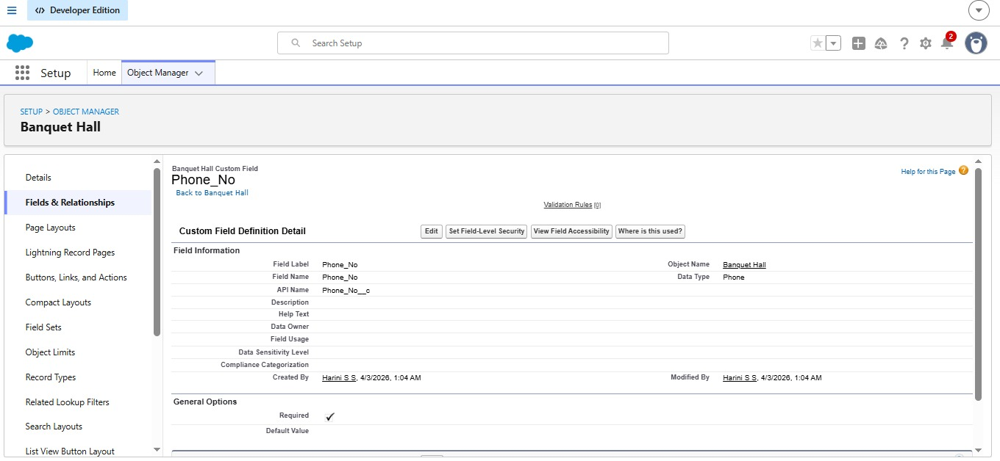 Developer Edition
Search Setup
2
Setup Home Object Manager
SETUP > OBJECT MANAGER
Banquet Hall
Details
Fields & Relationships
Page Layouts
Lightning Record Pages
Buttons, Links, and Actions
Compact Layouts
Field Sets
Object Limits
Record Types
Related Lookup Filters
Search Layouts
List View Button Layout
Banquet Hall Custom Field
Phone_No
Back to Banquet Hall
Help for this Page ?
Validation Rules [0]
Custom Field Definition Detail Edit Set Field-Level Security View Field Accessibility Where is this used?
Field Information
Field Label Phone_No Object Name Banquet Hall
Field Name Phone_No Data Type Phone
API Name Phone_No__c
Description
Help Text
Data Owner
Field Usage
Data Sensitivity Level
Compliance Categorization
Created By Harini S S, 4/3/2026, 1:04 AM Modified By Harini S S, 4/3/2026, 1:04 AM
General Options
Required ✓
Default Value